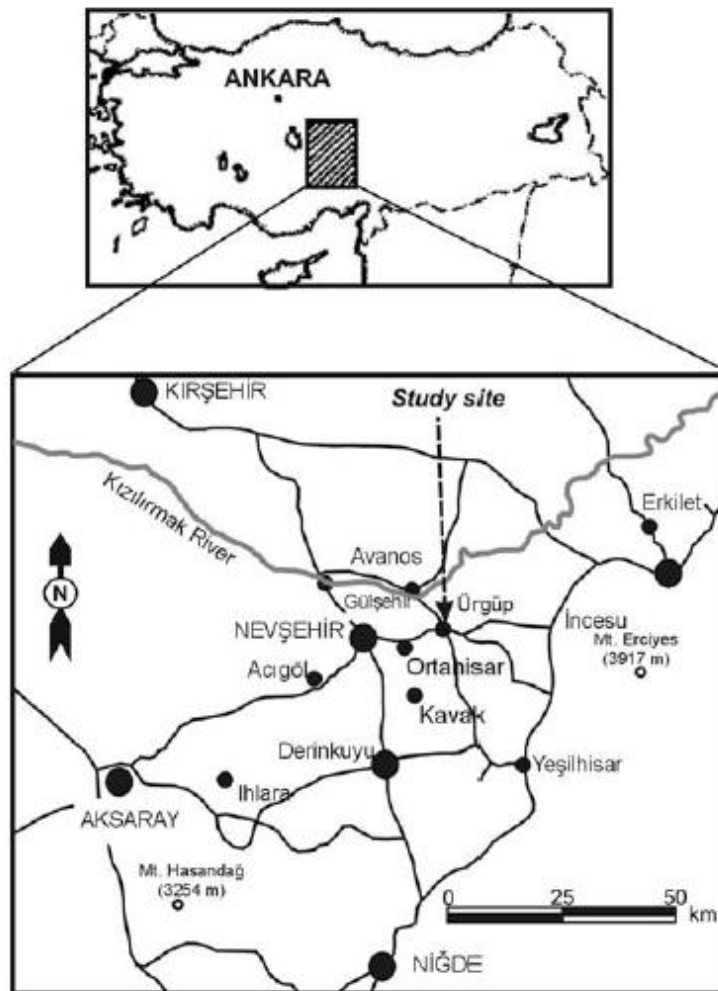 ANKARA
KIRŞEHİR
Study site
Kızılırmak River
Erkilet
Avanos
N
Gülşehir
Ürgüp
İncesu
NEVŞEHİR
Mt. Erciyes
(3917 m)
Ortahisar
Acıgöl
Kavak
Derinkuyu
Yeşilhisar
Ihlara
AKSARAY
Mt. Hasandağ
(3254 m)
0 25 50
km
NİĞDE